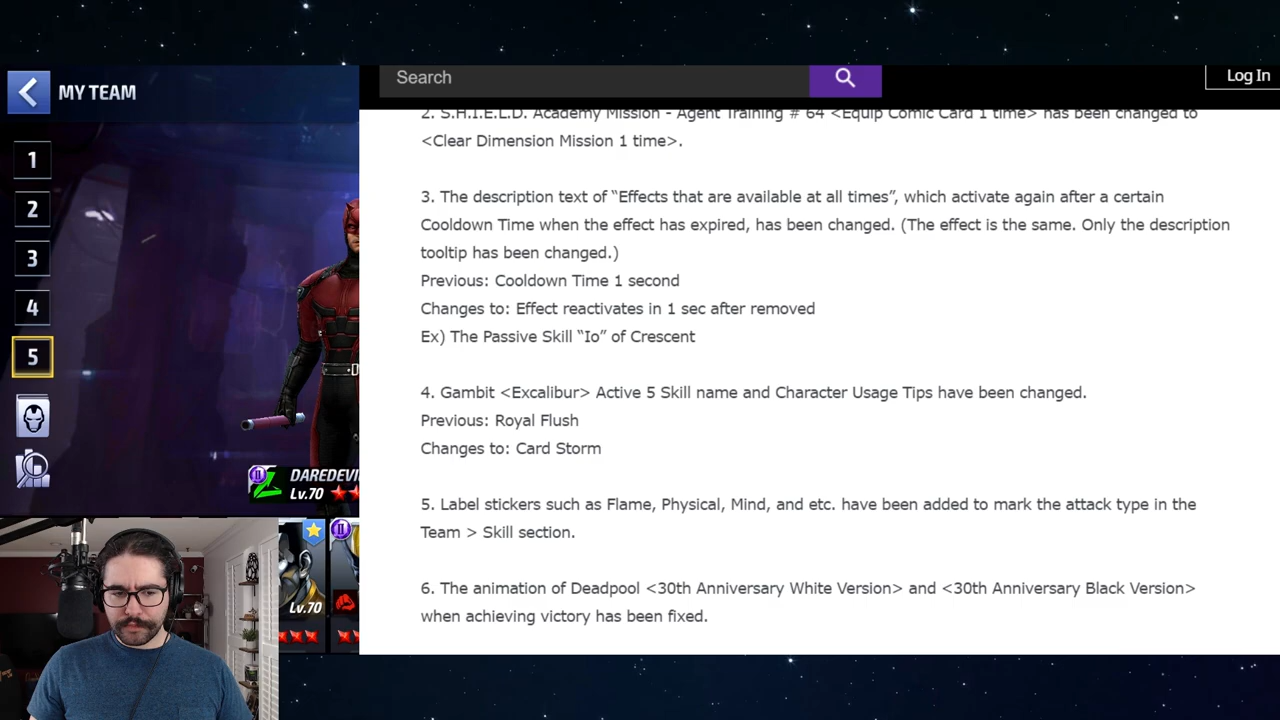 MY TEAM
1
2
3
4
5
DAREDEVI
Lv.70
Lv.70
Search
Log In
2. S.H.I.E.L.D. Academy Mission - Agent Training # 64 <Equip Comic Card 1 time> has been changed to
<Clear Dimension Mission 1 time>.
3. The description text of “Effects that are available at all times”, which activate again after a certain
Cooldown Time when the effect has expired, has been changed. (The effect is the same. Only the description
tooltip has been changed.)
Previous: Cooldown Time 1 second
Changes to: Effect reactivates in 1 sec after removed
Ex) The Passive Skill “Io” of Crescent
4. Gambit <Excalibur> Active 5 Skill name and Character Usage Tips have been changed.
Previous: Royal Flush
Changes to: Card Storm
5. Label stickers such as Flame, Physical, Mind, and etc. have been added to mark the attack type in the
Team > Skill section.
6. The animation of Deadpool <30th Anniversary White Version> and <30th Anniversary Black Version>
when achieving victory has been fixed.